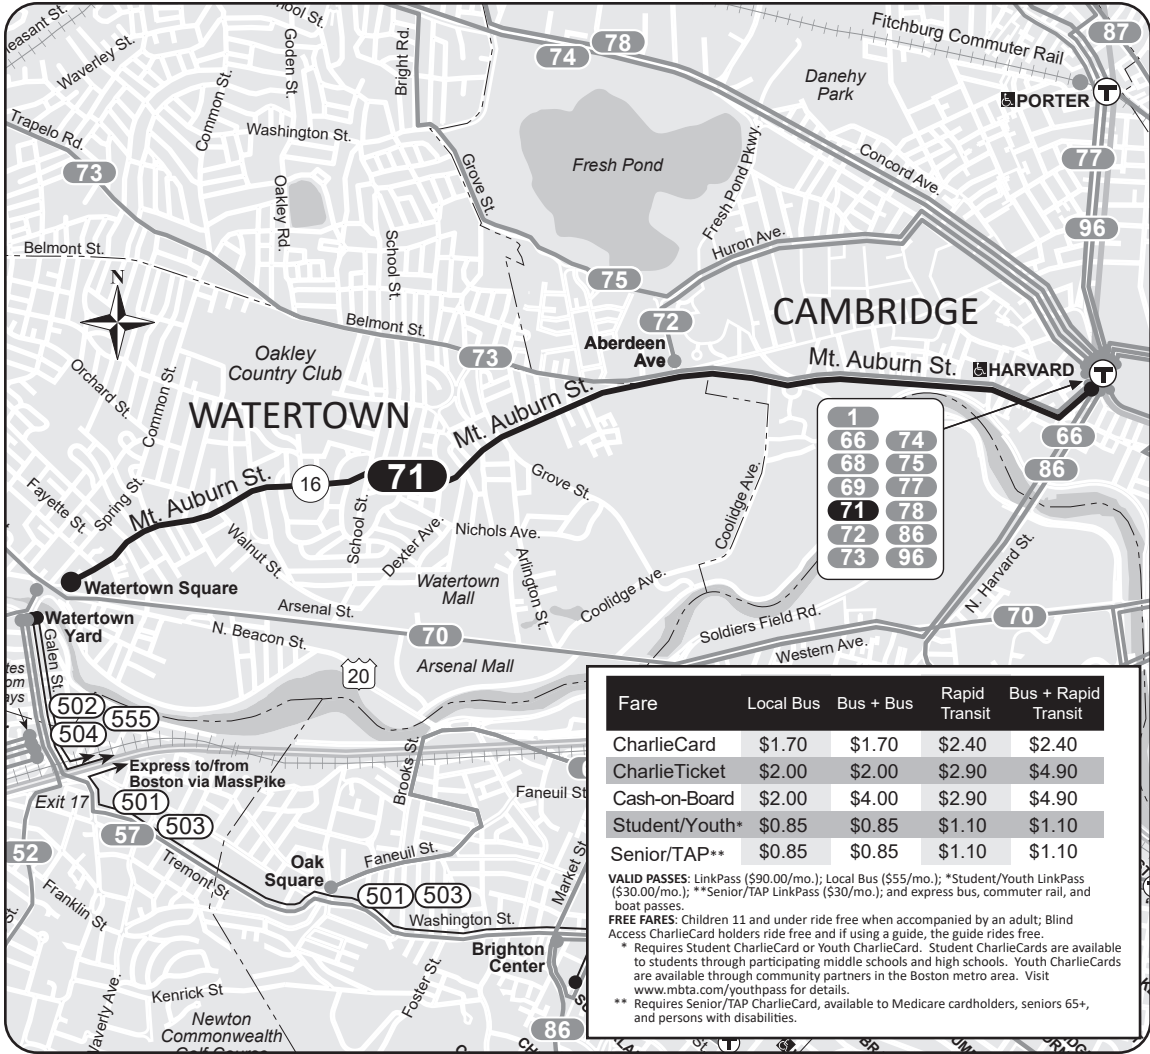 easant St.
Waverley St.
hool St.
Goden St.
Common St.
Bright Rd.
Washington St.
74
78
Danehy
Park
Fitchburg Commuter Rail
87
PORTER
T
Trapelo Rd.
73
Oakley Rd.
Grove St.
Fresh Pond
Fresh Pond Pkwy.
Concord Ave.
77
96
Belmont St.
School St.
Huron Ave.
N
75
72
Belmont St.
73
Aberdeen
Ave
CAMBRIDGE
Mt. Auburn St.
HARVARD
T
Orchard St.
Common St.
Oakley
Country Club
WATERTOWN
Mt. Auburn St.
1
66
74
68
75
69
77
71
78
72
86
73
96
66
86
Fayette St.
Spring St.
Mt. Auburn St.
16
71
Grove St.
Coolidge Ave.
Walnut St.
School St.
Dexter Ave.
Nichols Ave.
Arlington St.
N. Harvard St.
Watertown Square
Watertown
Mall
Coolidge Ave.
Arsenal St.
Watertown
Yard
N. Beacon St.
70
Soldiers Field Rd.
Western Ave.
70
Galen St.
Arsenal Mall
20
tes
om
ays
502
555
504
Express to/from
Boston via MassPike
Brooks St.
Faneuil St
Exit 17
501
57
503
52
Tremont St.
Oak
Square
Faneuil St.
Market St.
Franklin St.
501
503
Washington St.
Brighton
Center
Foster St.
Kenrick St
Waverly Ave.
Newton
Commonwealth
Golf Course
86
St.
T
Fare Local Bus Bus + Bus Rapid Transit Bus + Rapid Transit
CharlieCard $1.70 $1.70 $2.40 $2.40
CharlieTicket $2.00 $2.00 $2.90 $4.90
Cash-on-Board $2.00 $4.00 $2.90 $4.90
Student/Youth* $0.85 $0.85 $1.10 $1.10
Senior/TAP** $0.85 $0.85 $1.10 $1.10
VALID PASSES: LinkPass ($90.00/mo.); Local Bus ($55/mo.); *Student/Youth LinkPass
($30.00/mo.); **Senior/TAP LinkPass ($30/mo.); and express bus, commuter rail, and
boat passes.
FREE FARES: Children 11 and under ride free when accompanied by an adult; Blind
Access CharlieCard holders ride free and if using a guide, the guide rides free.
* Requires Student CharlieCard or Youth CharlieCard. Student CharlieCards are available
to students through participating middle schools and high schools. Youth CharlieCards
are available through community partners in the Boston metro area. Visit
www.mbta.com/youthpass for details.
** Requires Senior/TAP CharlieCard, available to Medicare cardholders, seniors 65+,
and persons with disabilities.